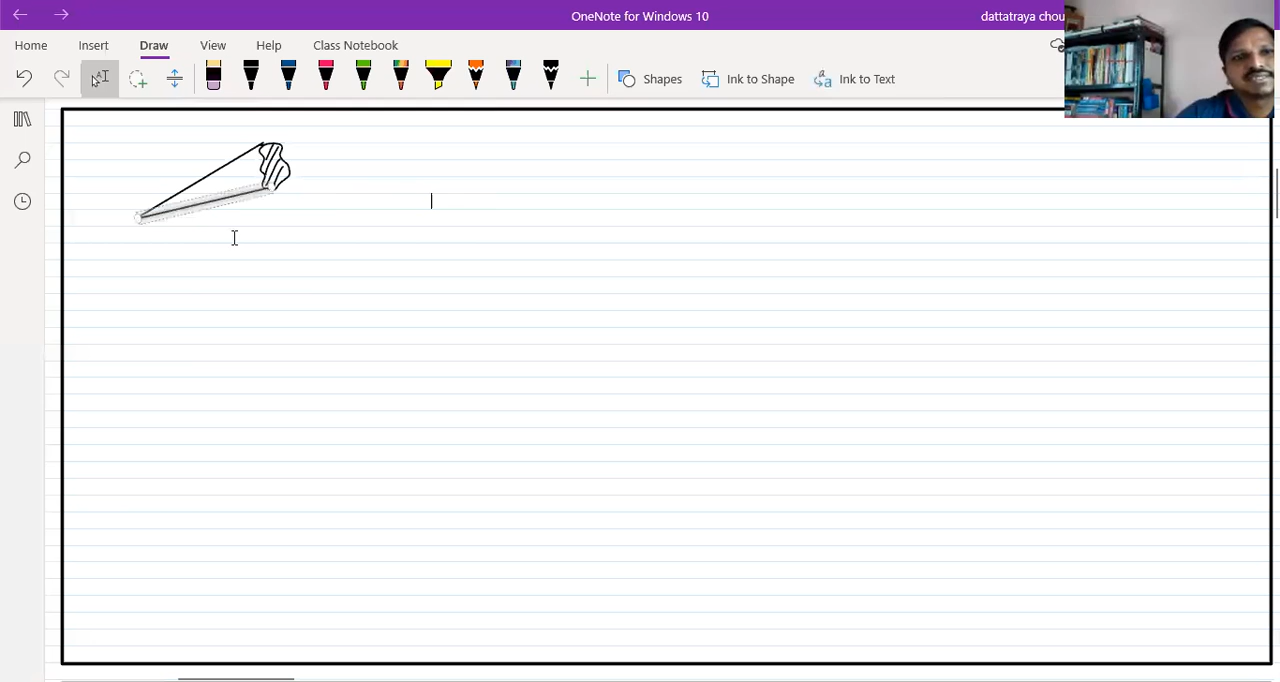 OneNote for Windows 10
dattatraya chou
Home Insert Draw View Help Class Notebook
Shapes Ink to Shape Ink to Text